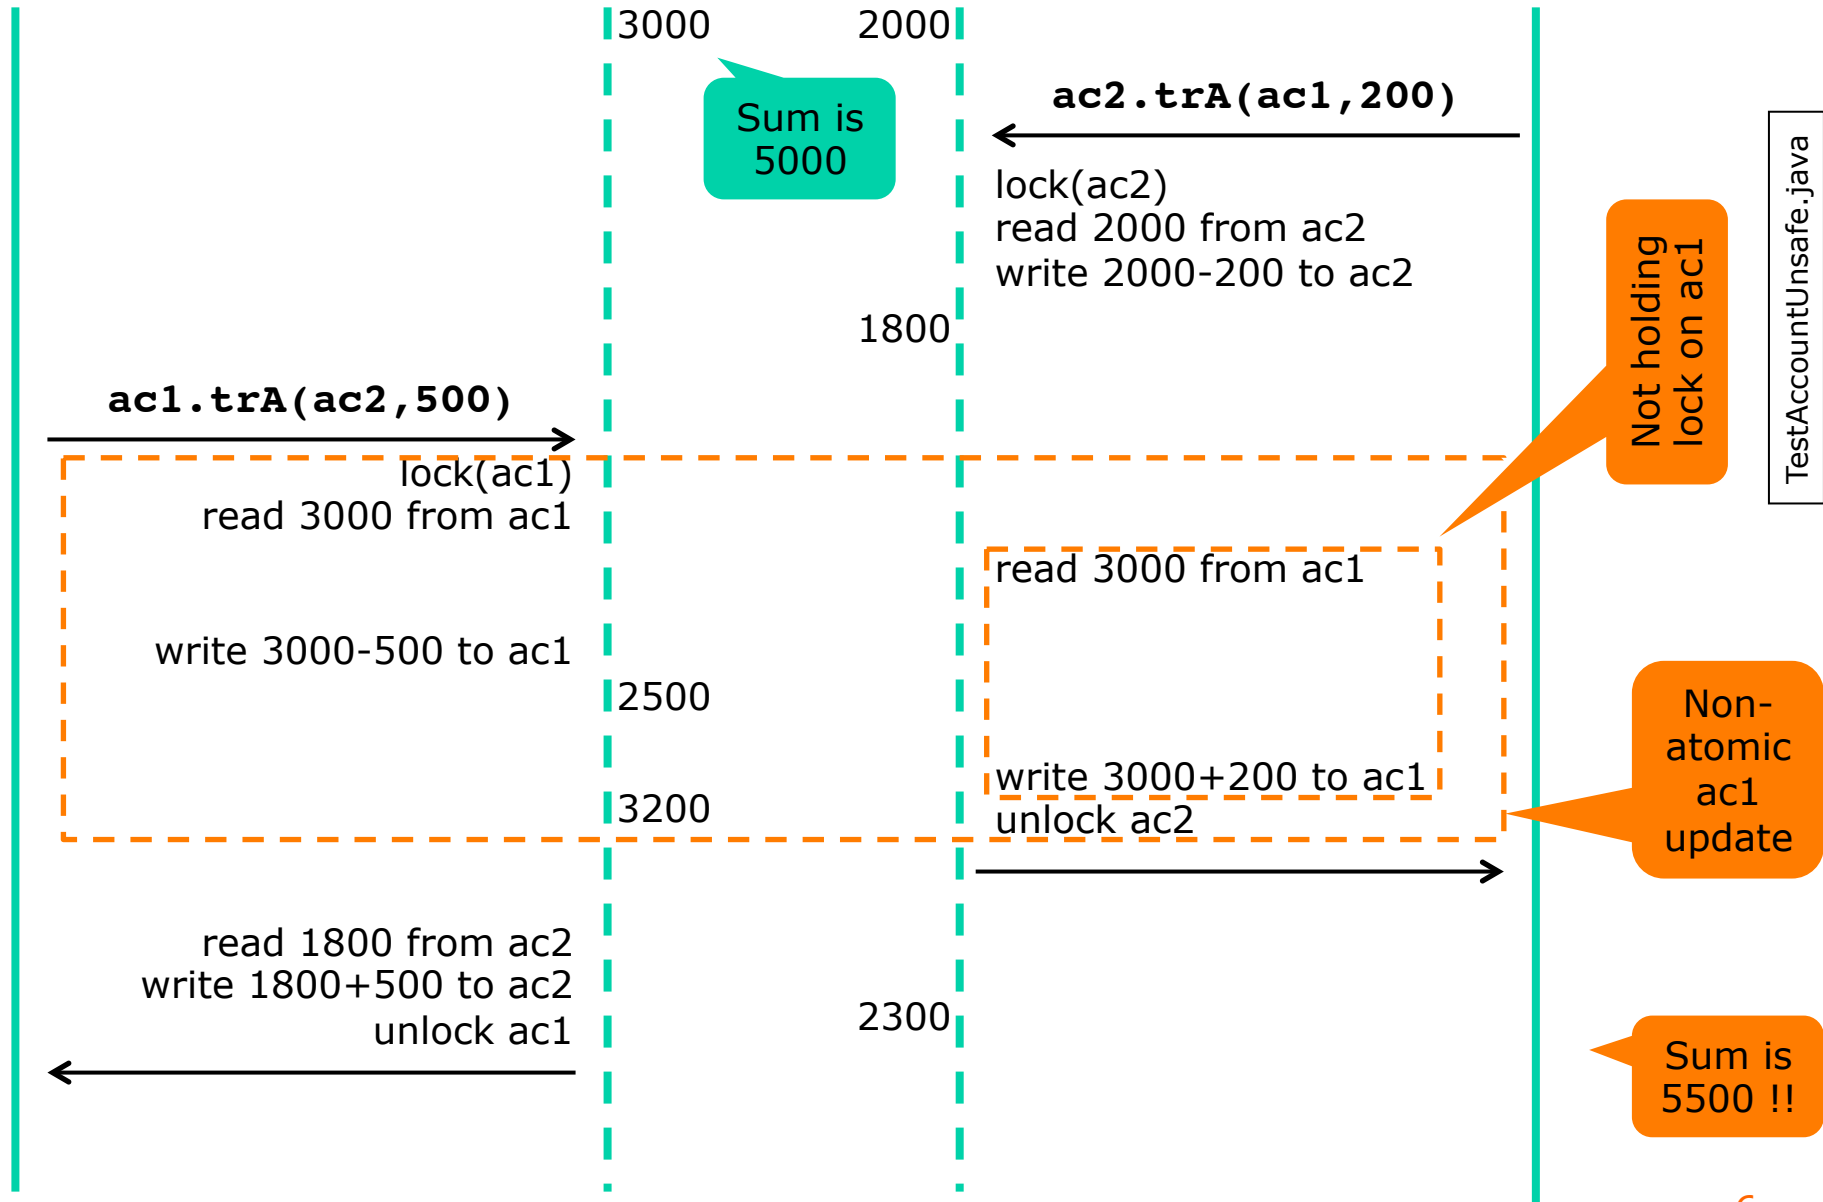 3000
2000
Sum is
5000
ac2.trA(ac1,200)
lock(ac2)
read 2000 from ac2
write 2000-200 to ac2
1800
Not holding
lock on ac1
TestAccountUnsafe.java
ac1.trA(ac2,500)
lock(ac1)
read 3000 from ac1
read 3000 from ac1
write 3000-500 to ac1
2500
Non-
atomic
ac1
update
write 3000+200 to ac1
3200
unlock ac2
read 1800 from ac2
write 1800+500 to ac2
2300
unlock ac1
Sum is
5500 !!